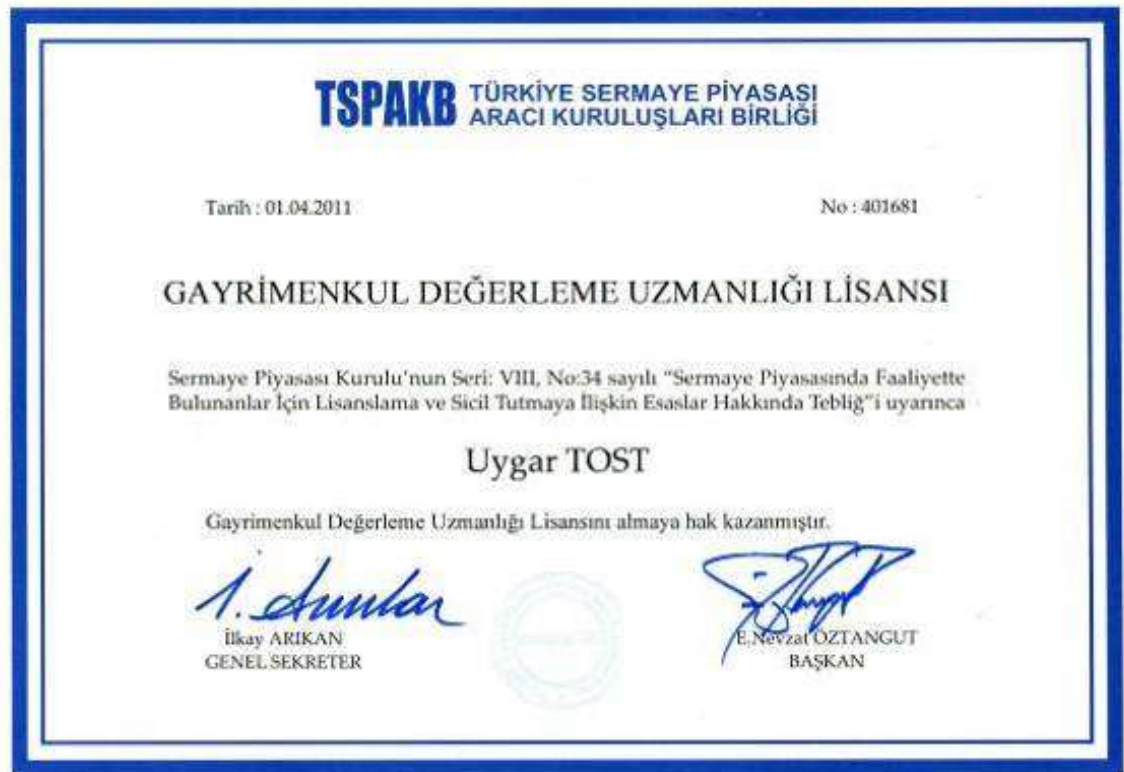 TSPAKB TÜRKİYE SERMAYE PİYASASI
ARACI KURULUŞLARI BİRLİĞİ
Tarih : 01.04.2011 No : 401681
GAYRİMENKUL DEĞERLEME UZMANLIĞI LİSANSI
Sermaye Piyasası Kurulu'nun Seri: VIII, No:34 sayılı "Sermaye Piyasasında Faaliyette
Bulunanlar İçin Lisanslama ve Sicil Tutmaya İlişkin Esaslar Hakkında Tebliğ"i uyarınca
Uygar TOST
Gayrimenkul Değerleme Uzmanlığı Lisansını almaya hak kazanmıştır.
İlkay ARIKAN
GENEL SEKRETER
E.Nevzat ÖZTANGUT
BAŞKAN